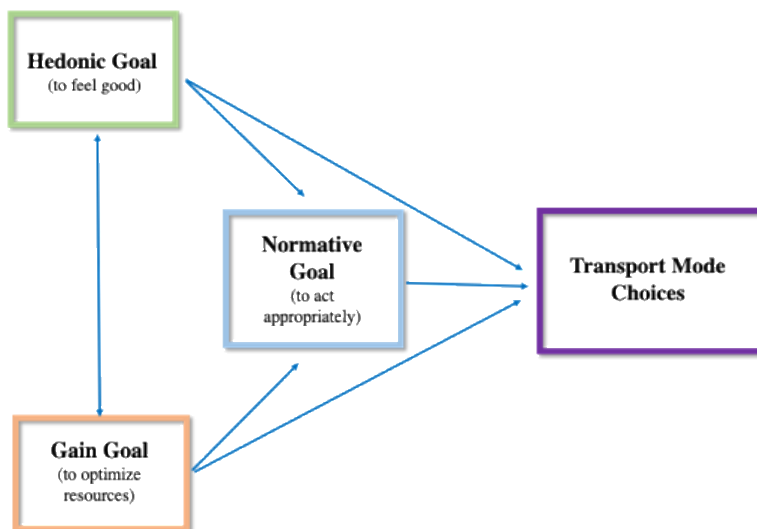 Hedonic Goal
(to feel good)
Normative
Goal
(to act
appropriately)
Transport Mode
Choices
Gain Goal
(to optimize
resources)